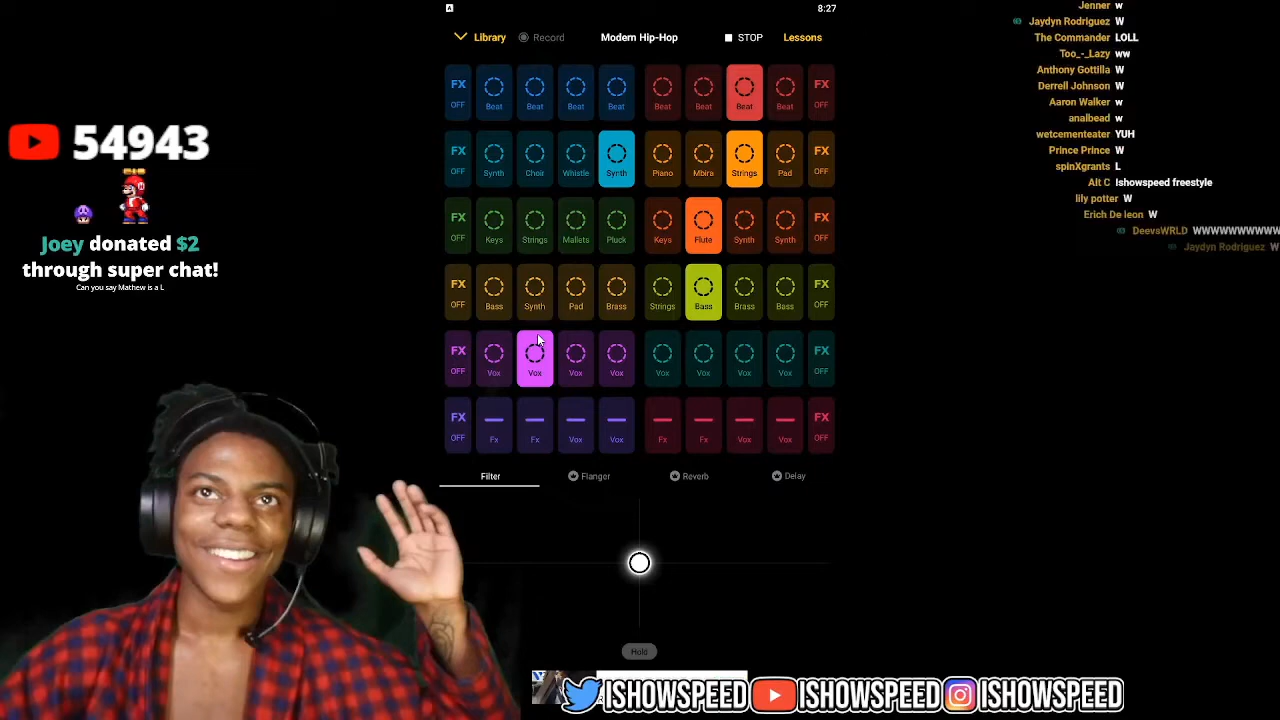 8:27
Library
Record
Modern Hip-Hop
STOP
Lessons
FX Beat Beat Beat Beat Beat Beat Beat Beat FX
OFF OFF
FX Synth Choir Whistle Synth Piano Mbira Strings Pad FX
OFF OFF
FX Keys Strings Mallets Pluck Keys Flute Synth Synth FX
OFF OFF
FX Bass Synth Pad Brass Strings Bass Brass Bass FX
OFF OFF
FX Vox Vox Vox Vox Vox Vox Vox Vox FX
OFF OFF
FX Fx Fx Vox Vox Fx Fx Vox Vox FX
OFF OFF
Filter
Flanger
Reverb
Delay
Hold
54943
Joey donated $2
through super chat!
Can you say Mathew is a L
Jenner w
Jaydyn Rodriguez W
The Commander LOLL
Too_-_Lazy ww
Anthony Gottilla W
Derrell Johnson W
Aaron Walker w
analbead w
wetcementeater YUH
Prince Prince W
spinXgrants L
Alt C Ishowspeed freestyle
lily potter W
Erich De leon W
DeevsWRLD WWWWWWWWWW
Jaydyn Rodriguez W
ISHOWSPEED ISHOWSPEED ISHOWSPEED